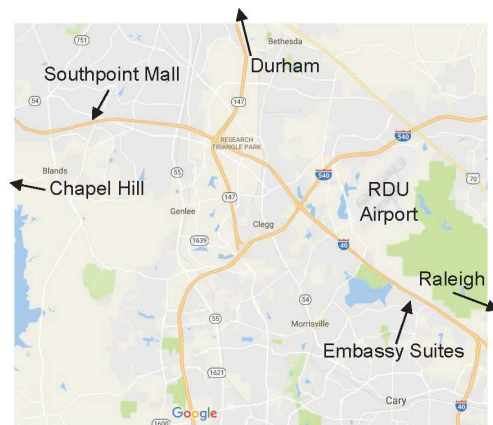 751
Bethesda
Durham
Southpoint Mall
54
147
RESEARCH
TRIANGLE PARK
540
540
70
Blands
55
RDU
Airport
Chapel Hill
147
Genlee
Clegg
1639
40
Raleigh
54
55
Morrisville
Embassy Suites
1621
Cary
40
1600
Google